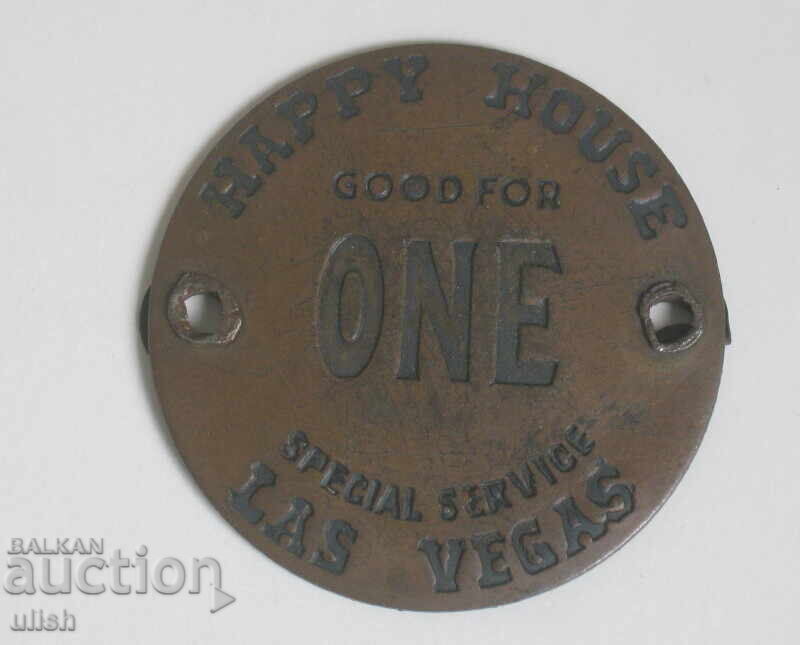 HAPPY HOUSE
GOOD FOR
ONE
SPECIAL SERVICE
LAS VEGAS
BALKAN
auction
ulish